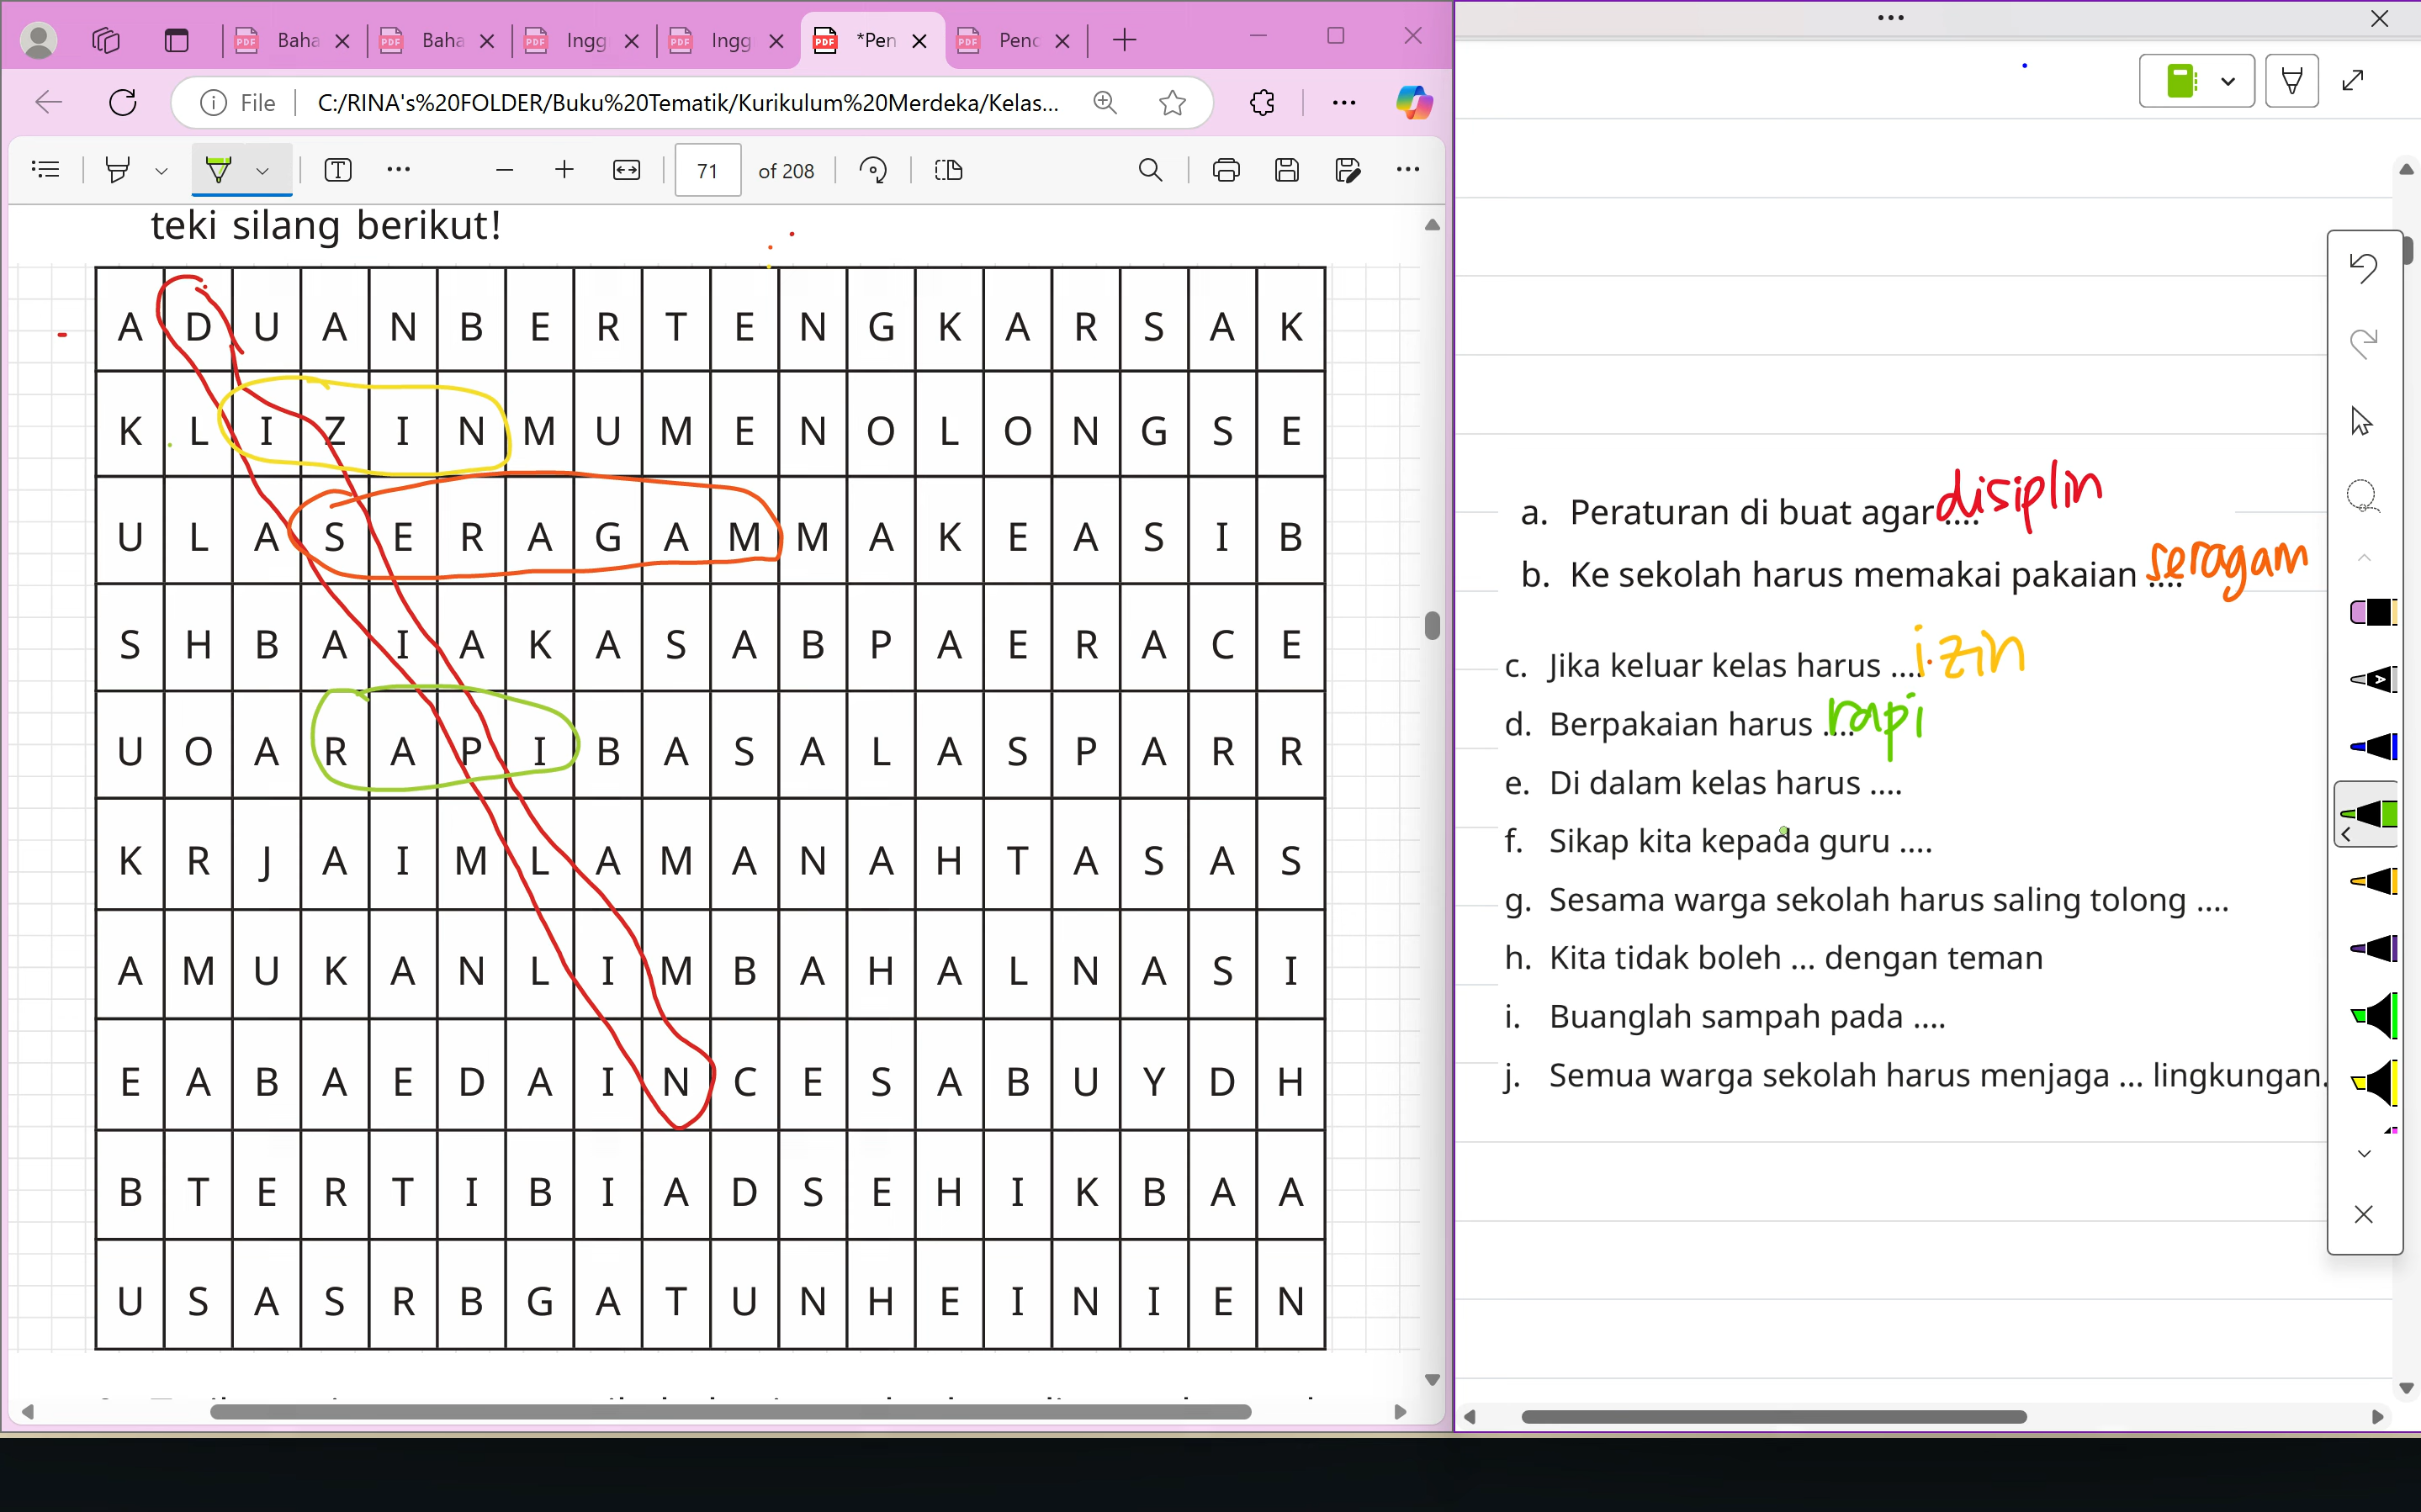 Baha
Baha
Ingg
Ingg
*Pen
Penc
File
C:/RINA's%20FOLDER/Buku%20Tematik/Kurikulum%20Merdeka/Kelas...
71 of 208
teki silang berikut!
A D U A N B E R T E N G K A R S A K
K L I Z I N M U M E N O L O N G S E
U L A S E R A G A M M A K E A S I B
S H B A I A K A S A B P A E R A C E
U O A R A P I B A S A L A S P A R R
K R J A I M L A M A N A H T A S A S
A M U K A N L I M B A H A L N A S I
E A B A E D A I N C E S A B U Y D H
B T E R T I B I A D S E H I K B A A
U S A S R B G A T U N H E I N I E N
a. Peraturan di buat agar .... disiplin
b. Ke sekolah harus memakai pakaian .... seragam
c. Jika keluar kelas harus .... izin
d. Berpakaian harus .... rapi
e. Di dalam kelas harus ....
f. Sikap kita kepada guru ....
g. Sesama warga sekolah harus saling tolong ....
h. Kita tidak boleh ... dengan teman
i. Buanglah sampah pada ....
j. Semua warga sekolah harus menjaga ... lingkungan.